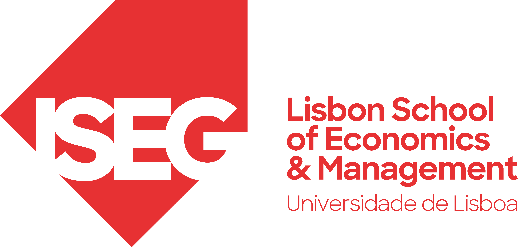 ISEG
Lisbon School
of Economics
& Management
Universidade de Lisboa